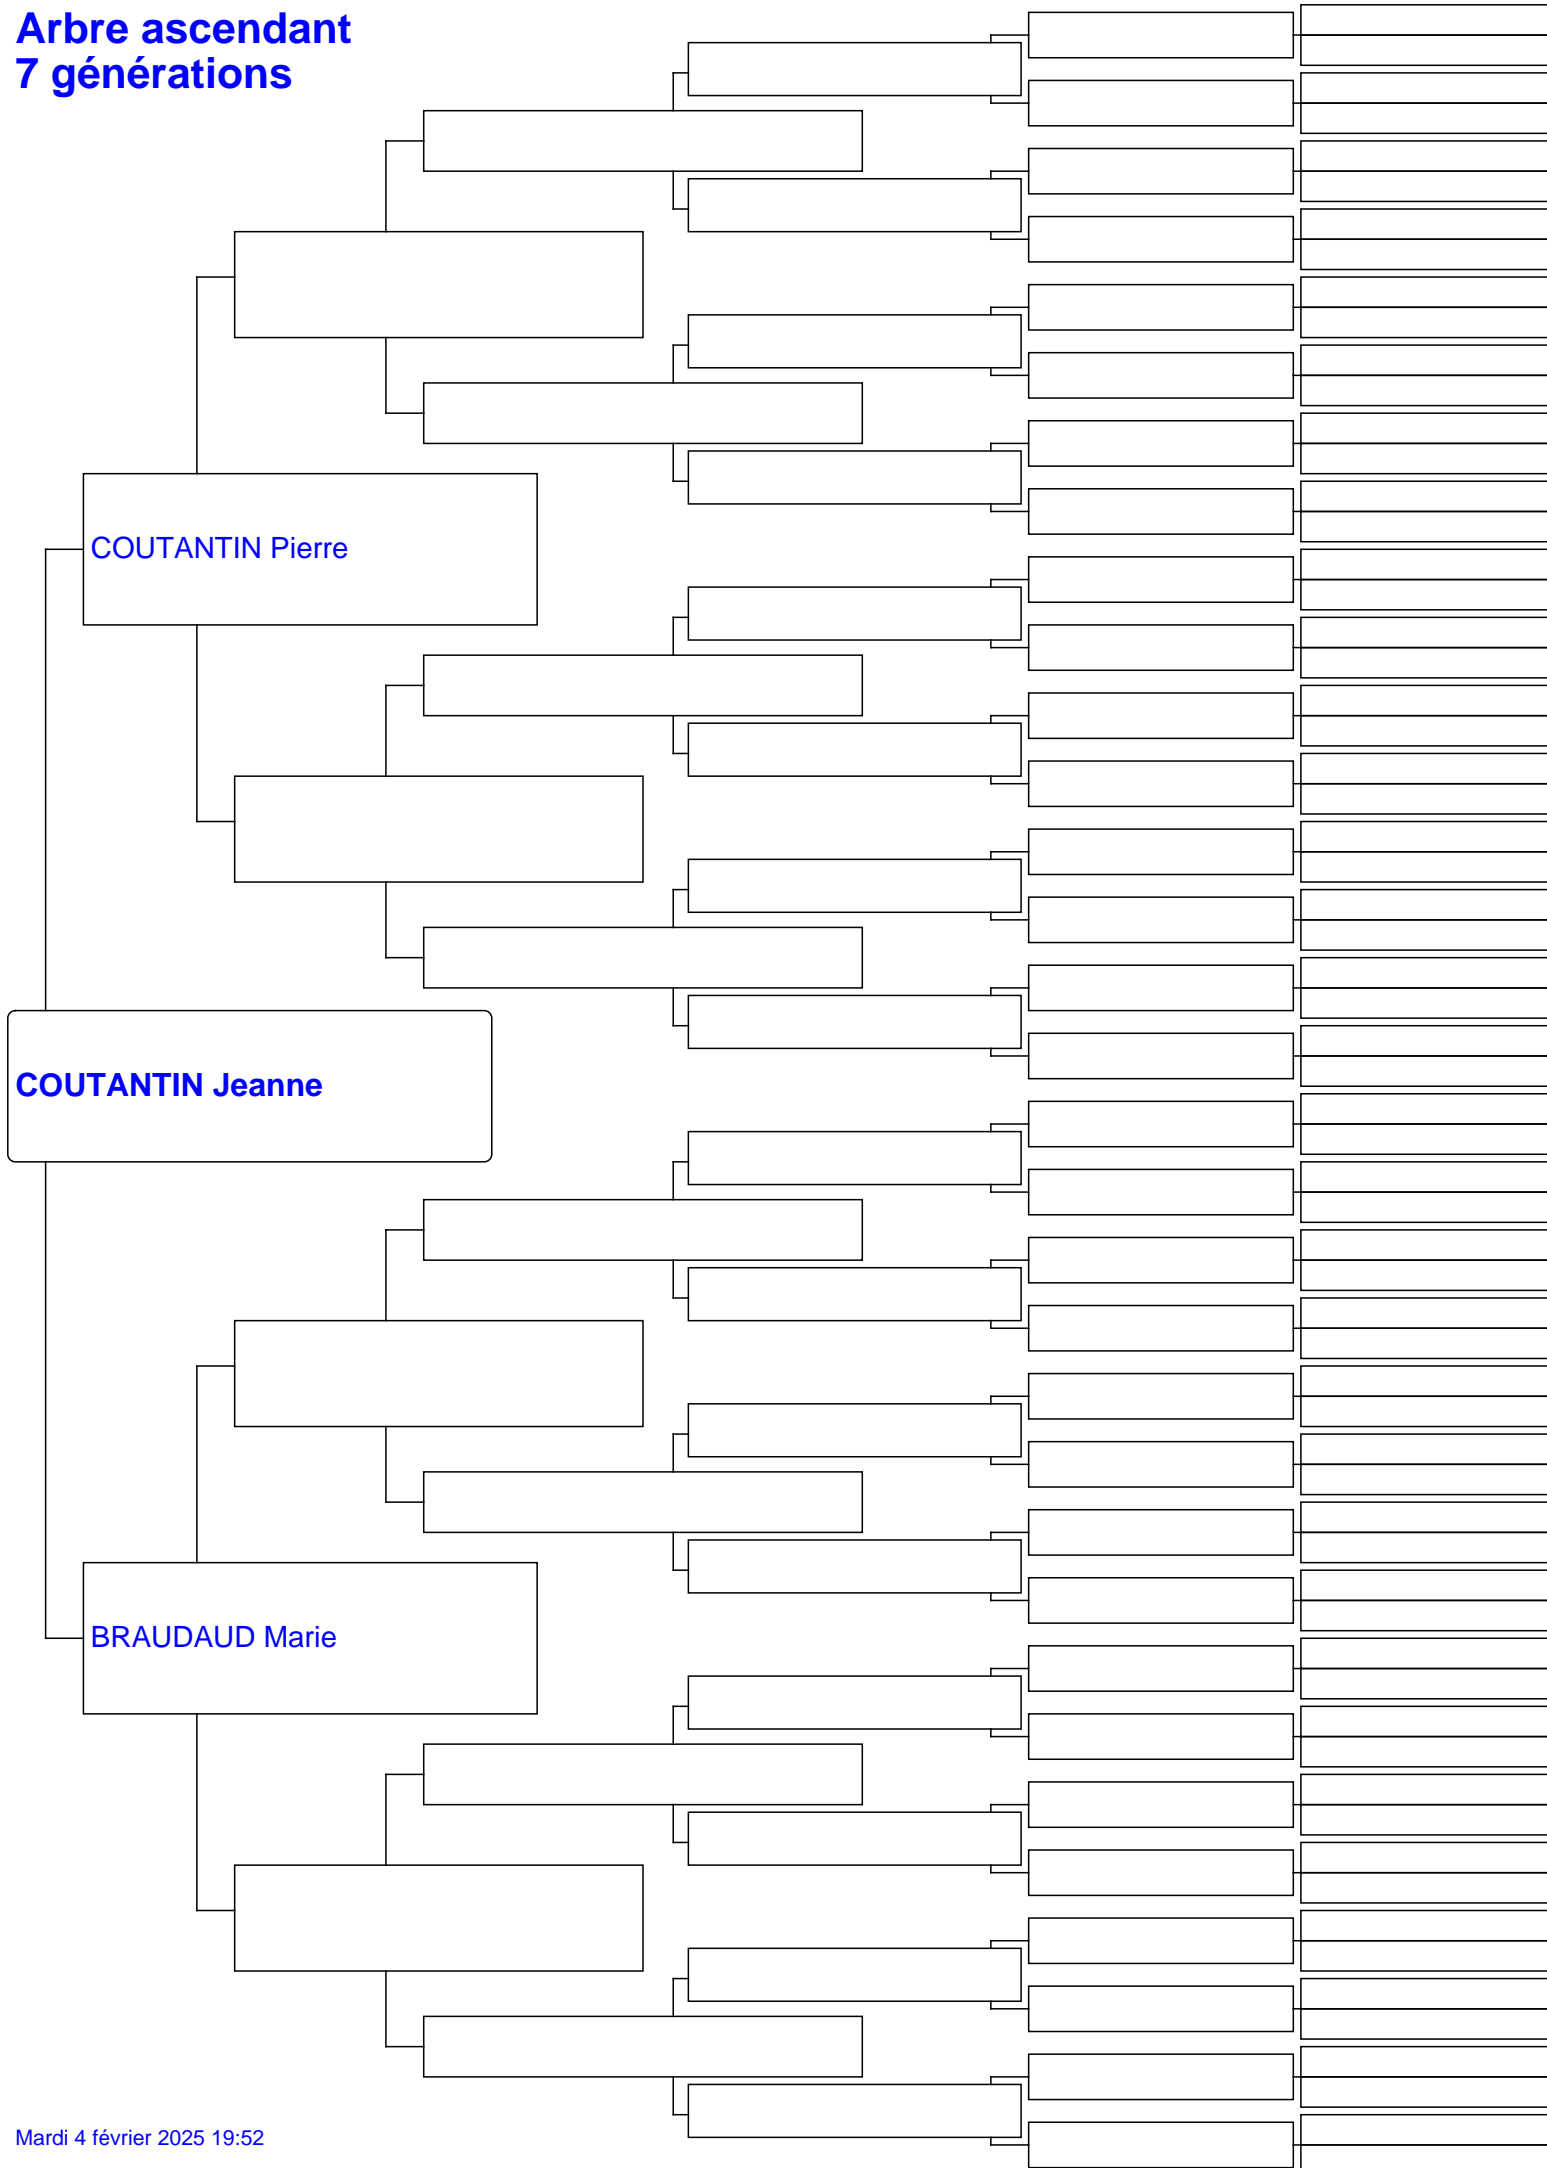 Arbre ascendant
7 générations
COUTANTIN Pierre
COUTANTIN Jeanne
BRAUDAUD Marie
Mardi 4 février 2025 19:52